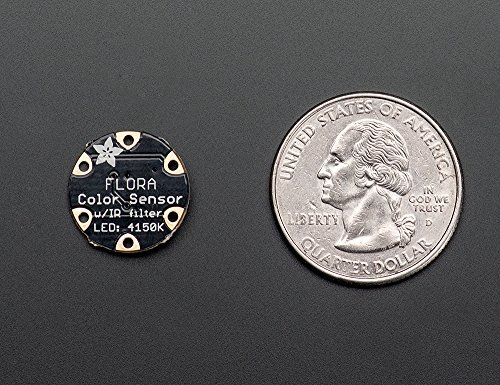 FLORA
Color Sensor
w/IR filter
LED: 4150K
UNITED STATES OF AMERICA
LIBERTY
IN
GOD WE
TRUST
D
QUARTER DOLLAR